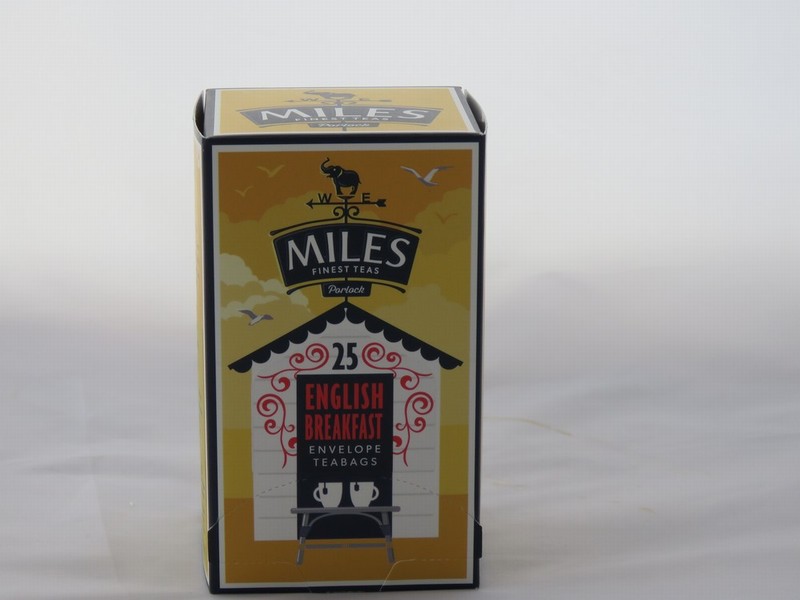 W E
MILES
FINEST TEAS
Porlock
W E
MILES
FINEST TEAS
Porlock
25
ENGLISH
BREAKFAST
ENVELOPE
TEABAGS